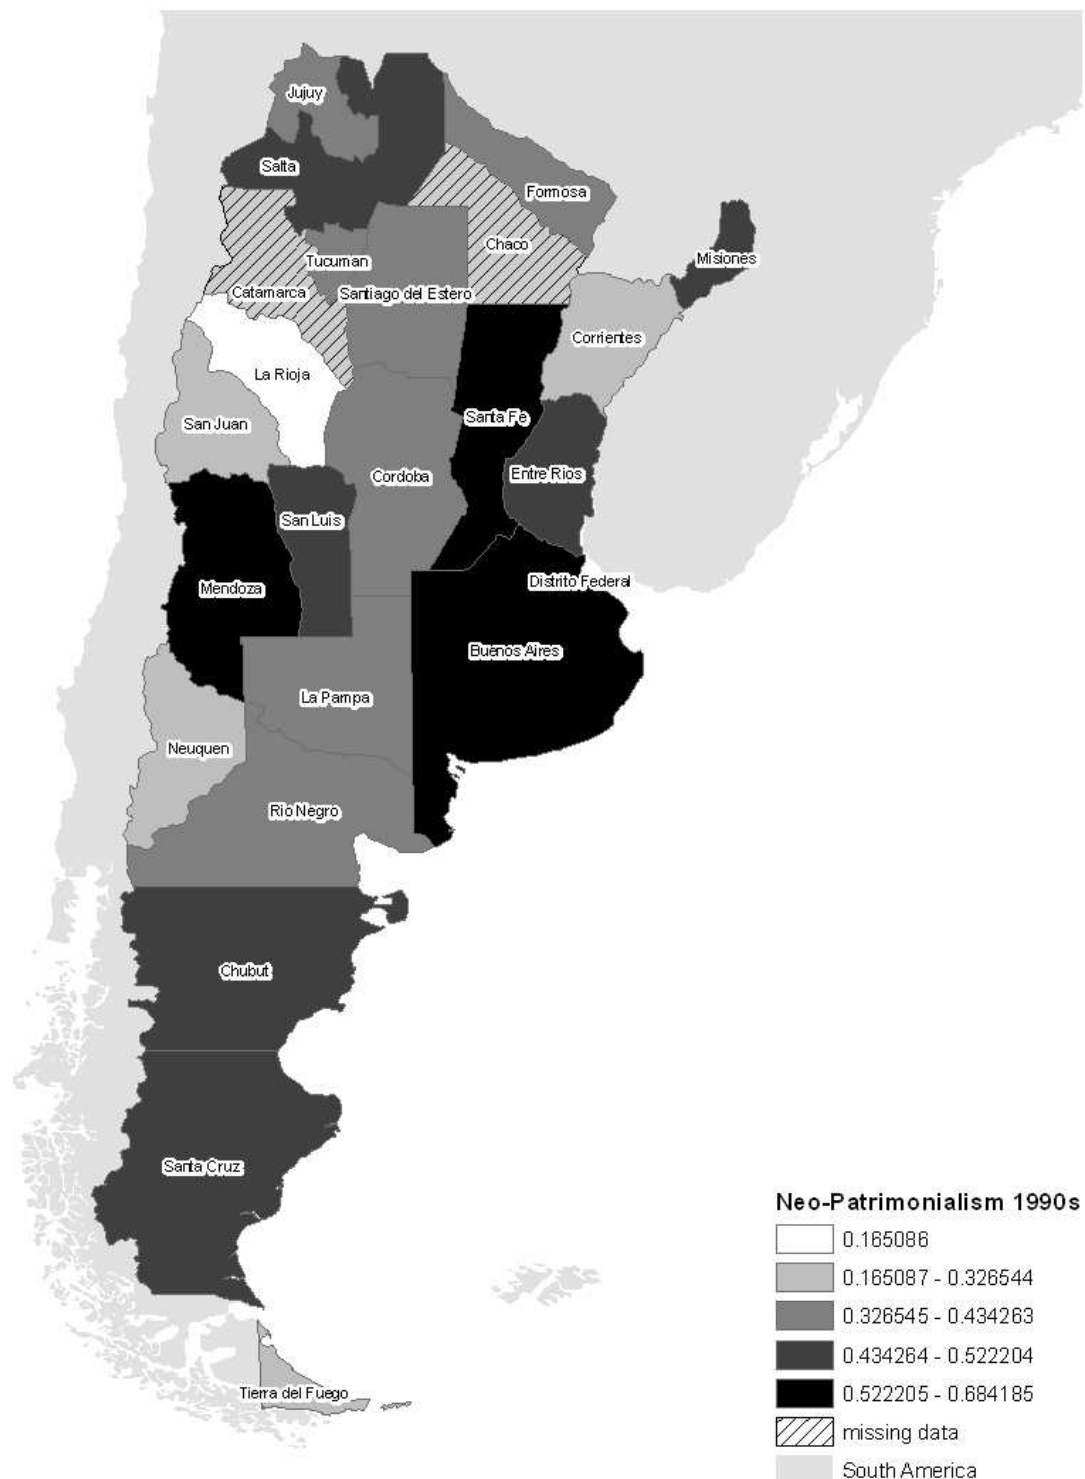 Jujuy
Salta
Formosa
Chaco
Misiones
Tucuman
Catamarca
Santiago del Estero
Corrientes
La Rioja
San Juan
Santa Fe
Cordoba
Entre Rios
San Luis
Mendoza
Distrito Federal
Buenos Aires
La Pampa
Neuquen
Rio Negro
Chubut
Santa Cruz
Tierra del Fuego
Neo-Patrimonialism 1990s
0.165086
0.165087 - 0.326544
0.326545 - 0.434263
0.434264 - 0.522204
0.522205 - 0.684185
missing data
South America